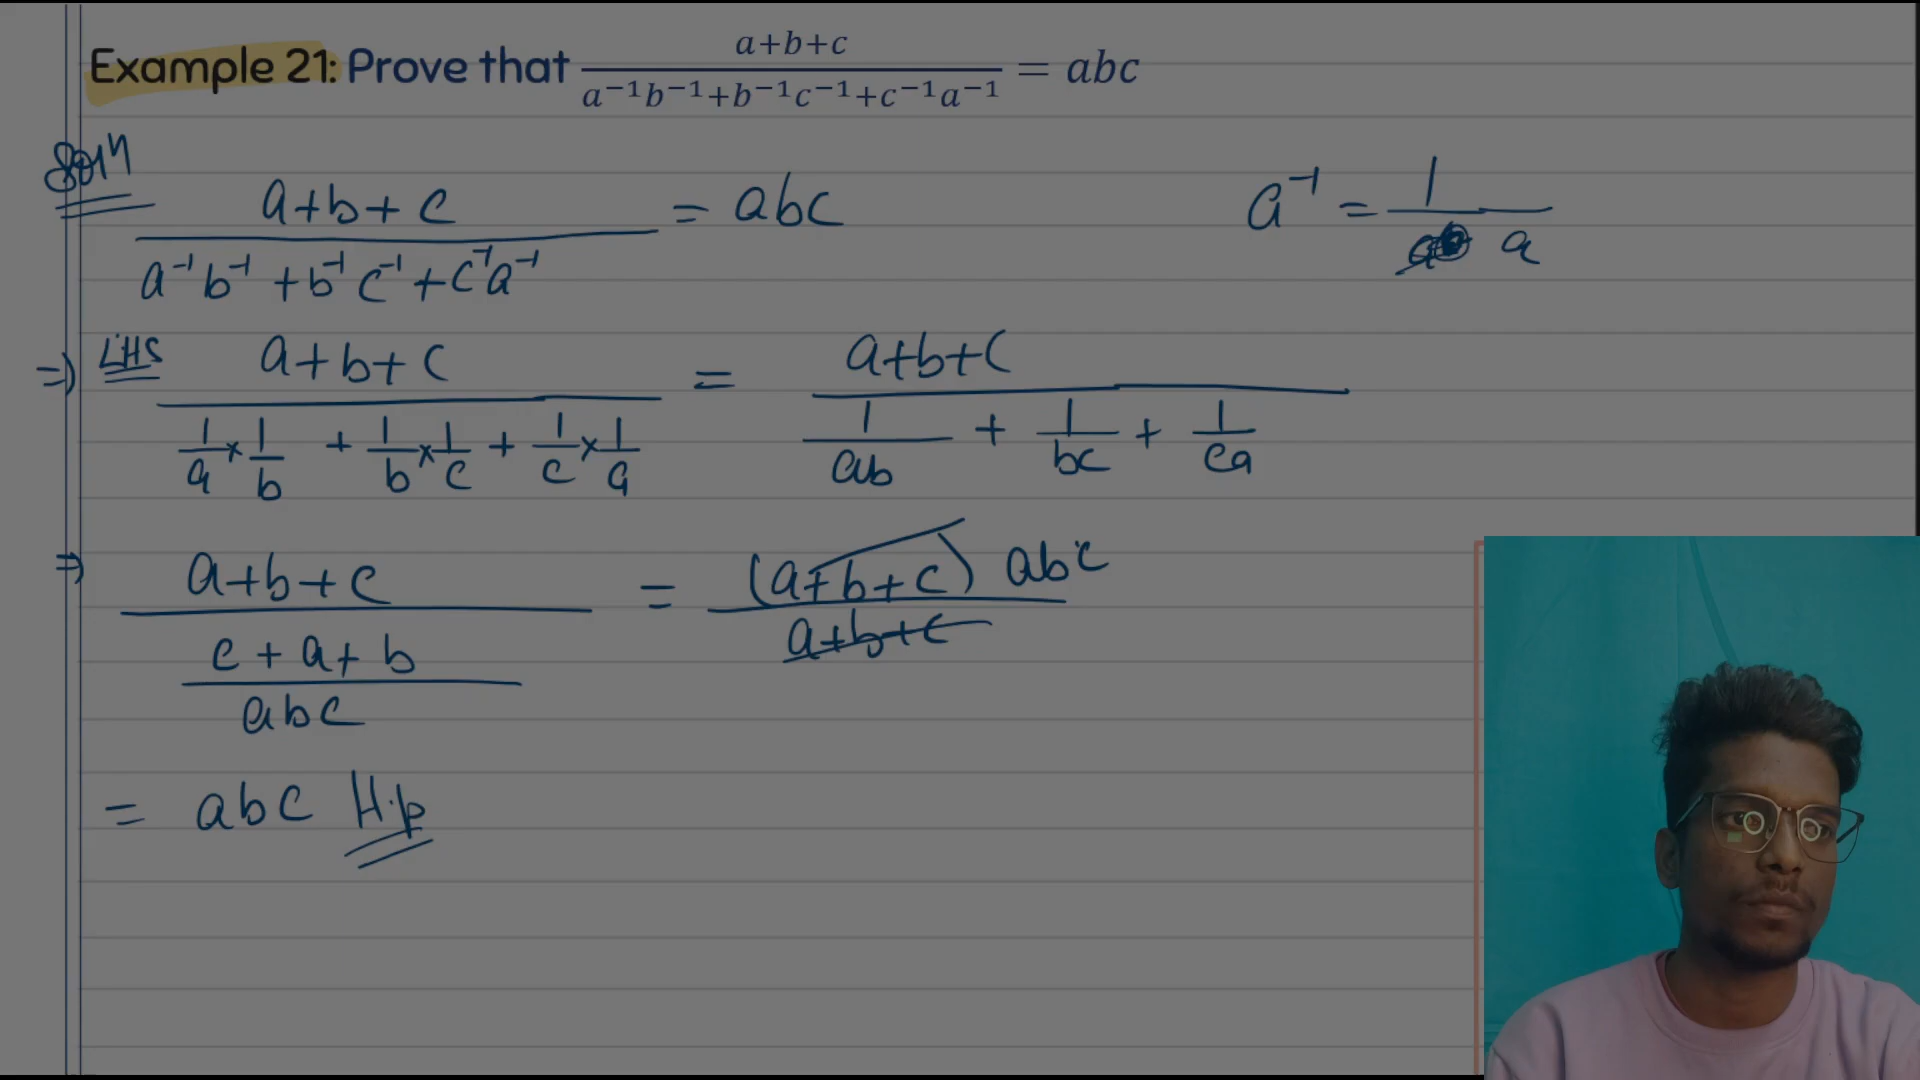 Example 21: Prove that (a+b+c)/(a⁻¹b⁻¹+b⁻¹c⁻¹+c⁻¹a⁻¹) = abc
Soln
(a+b+c)/(a⁻¹b⁻¹+b⁻¹c⁻¹+c⁻¹a⁻¹) = abc
a⁻¹ = 1/a
⇒ LHS (a+b+c)/(1/a × 1/b + 1/b × 1/c + 1/c × 1/a) = (a+b+c)/(1/ab + 1/bc + 1/ca)
⇒ (a+b+c)/((c+a+b)/abc) = (a+b+c) abc/(a+b+c)
= abc H.p